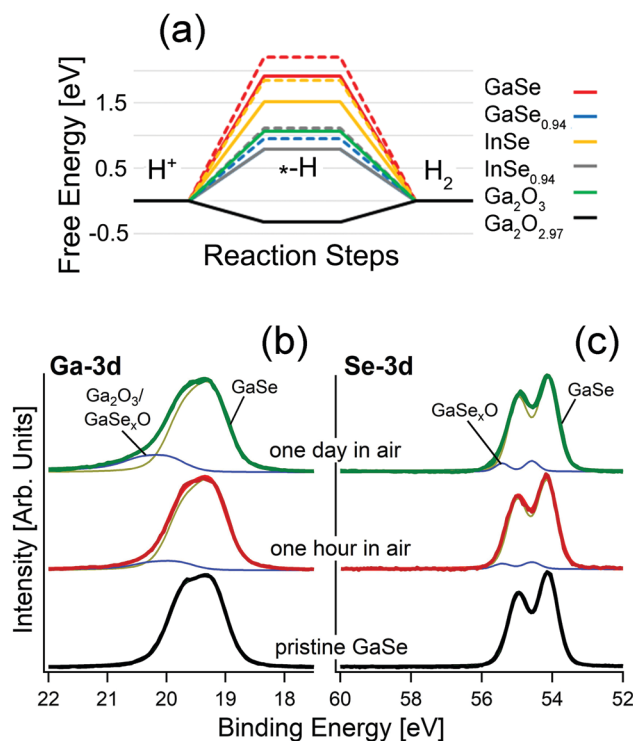 (a)
Free Energy [eV]
1.5
0.5
-0.5
H⁺
*-H
H₂
Reaction Steps
GaSe
GaSe₀.₉₄
InSe
InSe₀.₉₄
Ga₂O₃
Ga₂O₂.₉₇
(b)
Ga-3d
Ga₂O₃/
GaSeₓO
GaSe
(c)
Se-3d
GaSeₓO
GaSe
one day in air
one hour in air
pristine GaSe
Intensity [Arb. Units]
22 21 20 19 18
60 58 56 54 52
Binding Energy [eV]